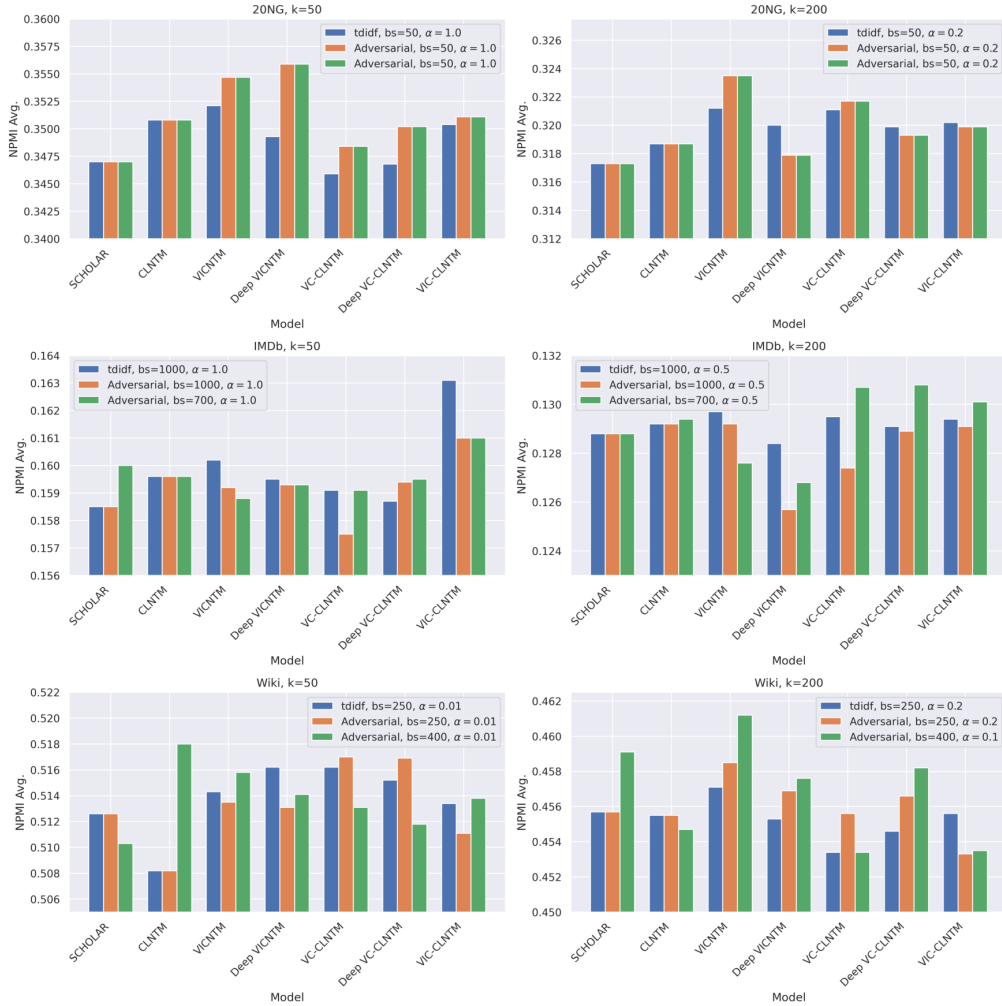 20NG, k=50
NPMI Avg.
0.3600
0.3575
0.3550
0.3525
0.3500
0.3475
0.3450
0.3425
0.3400
tdidf, bs=50, α = 1.0
Adversarial, bs=50, α = 1.0
Adversarial, bs=50, α = 1.0
SCHOLAR
CLNTM
VICNTM
Deep VICNTM
VC-CLNTM
Deep VC-CLNTM
VIC-CLNTM
Model
20NG, k=200
NPMI Avg.
0.326
0.324
0.322
0.320
0.318
0.316
0.314
0.312
tdidf, bs=50, α = 0.2
Adversarial, bs=50, α = 0.2
Adversarial, bs=50, α = 0.2
SCHOLAR
CLNTM
VICNTM
Deep VICNTM
VC-CLNTM
Deep VC-CLNTM
VIC-CLNTM
Model
IMDb, k=50
NPMI Avg.
0.164
0.163
0.162
0.161
0.160
0.159
0.158
0.157
0.156
tdidf, bs=1000, α = 1.0
Adversarial, bs=1000, α = 1.0
Adversarial, bs=700, α = 1.0
SCHOLAR
CLNTM
VICNTM
Deep VICNTM
VC-CLNTM
Deep VC-CLNTM
VIC-CLNTM
Model
IMDb, k=200
NPMI Avg.
0.132
0.130
0.128
0.126
0.124
tdidf, bs=1000, α = 0.5
Adversarial, bs=1000, α = 0.5
Adversarial, bs=700, α = 0.5
SCHOLAR
CLNTM
VICNTM
Deep VICNTM
VC-CLNTM
Deep VC-CLNTM
VIC-CLNTM
Model
Wiki, k=50
NPMI Avg.
0.522
0.520
0.518
0.516
0.514
0.512
0.510
0.508
0.506
tdidf, bs=250, α = 0.01
Adversarial, bs=250, α = 0.01
Adversarial, bs=400, α = 0.01
SCHOLAR
CLNTM
VICNTM
Deep VICNTM
VC-CLNTM
Deep VC-CLNTM
VIC-CLNTM
Model
Wiki, k=200
NPMI Avg.
0.462
0.460
0.458
0.456
0.454
0.452
0.450
tdidf, bs=250, α = 0.2
Adversarial, bs=250, α = 0.2
Adversarial, bs=400, α = 0.1
SCHOLAR
CLNTM
VICNTM
Deep VICNTM
VC-CLNTM
Deep VC-CLNTM
VIC-CLNTM
Model